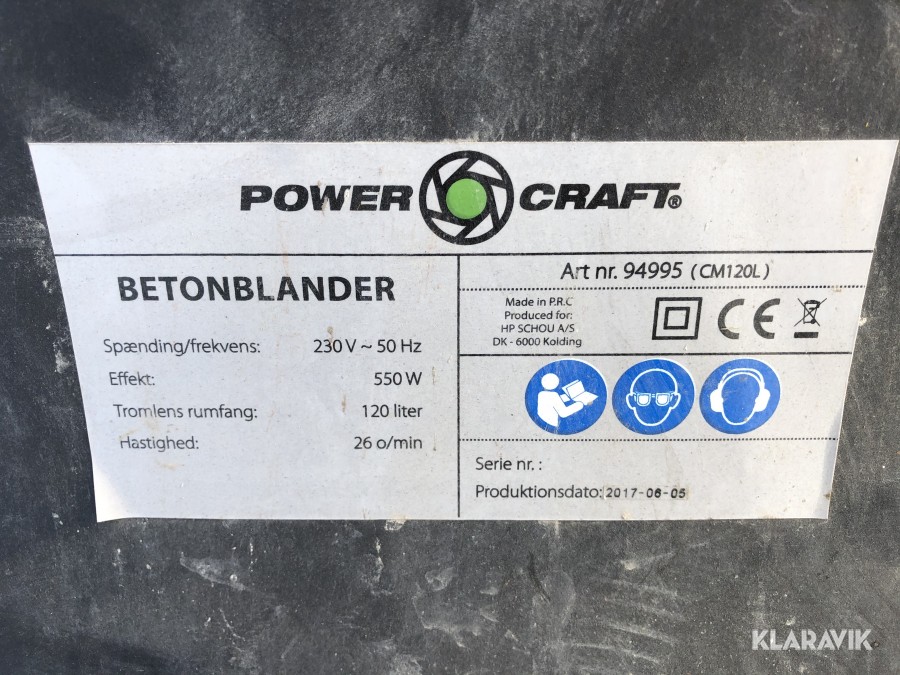 POWER CRAFT®
BETONBLANDER
Spænding/frekvens: 230 V ~ 50 Hz
Effekt: 550 W
Tromlens rumfang: 120 liter
Hastighed: 26 o/min
Art nr. 94995 (CM120L)
Made in P.R.C
Produced for:
HP SCHOU A/S
DK - 6000 Kolding
CE
Serie nr. :
Produktionsdato: 2017-06-05
KLARAVIK